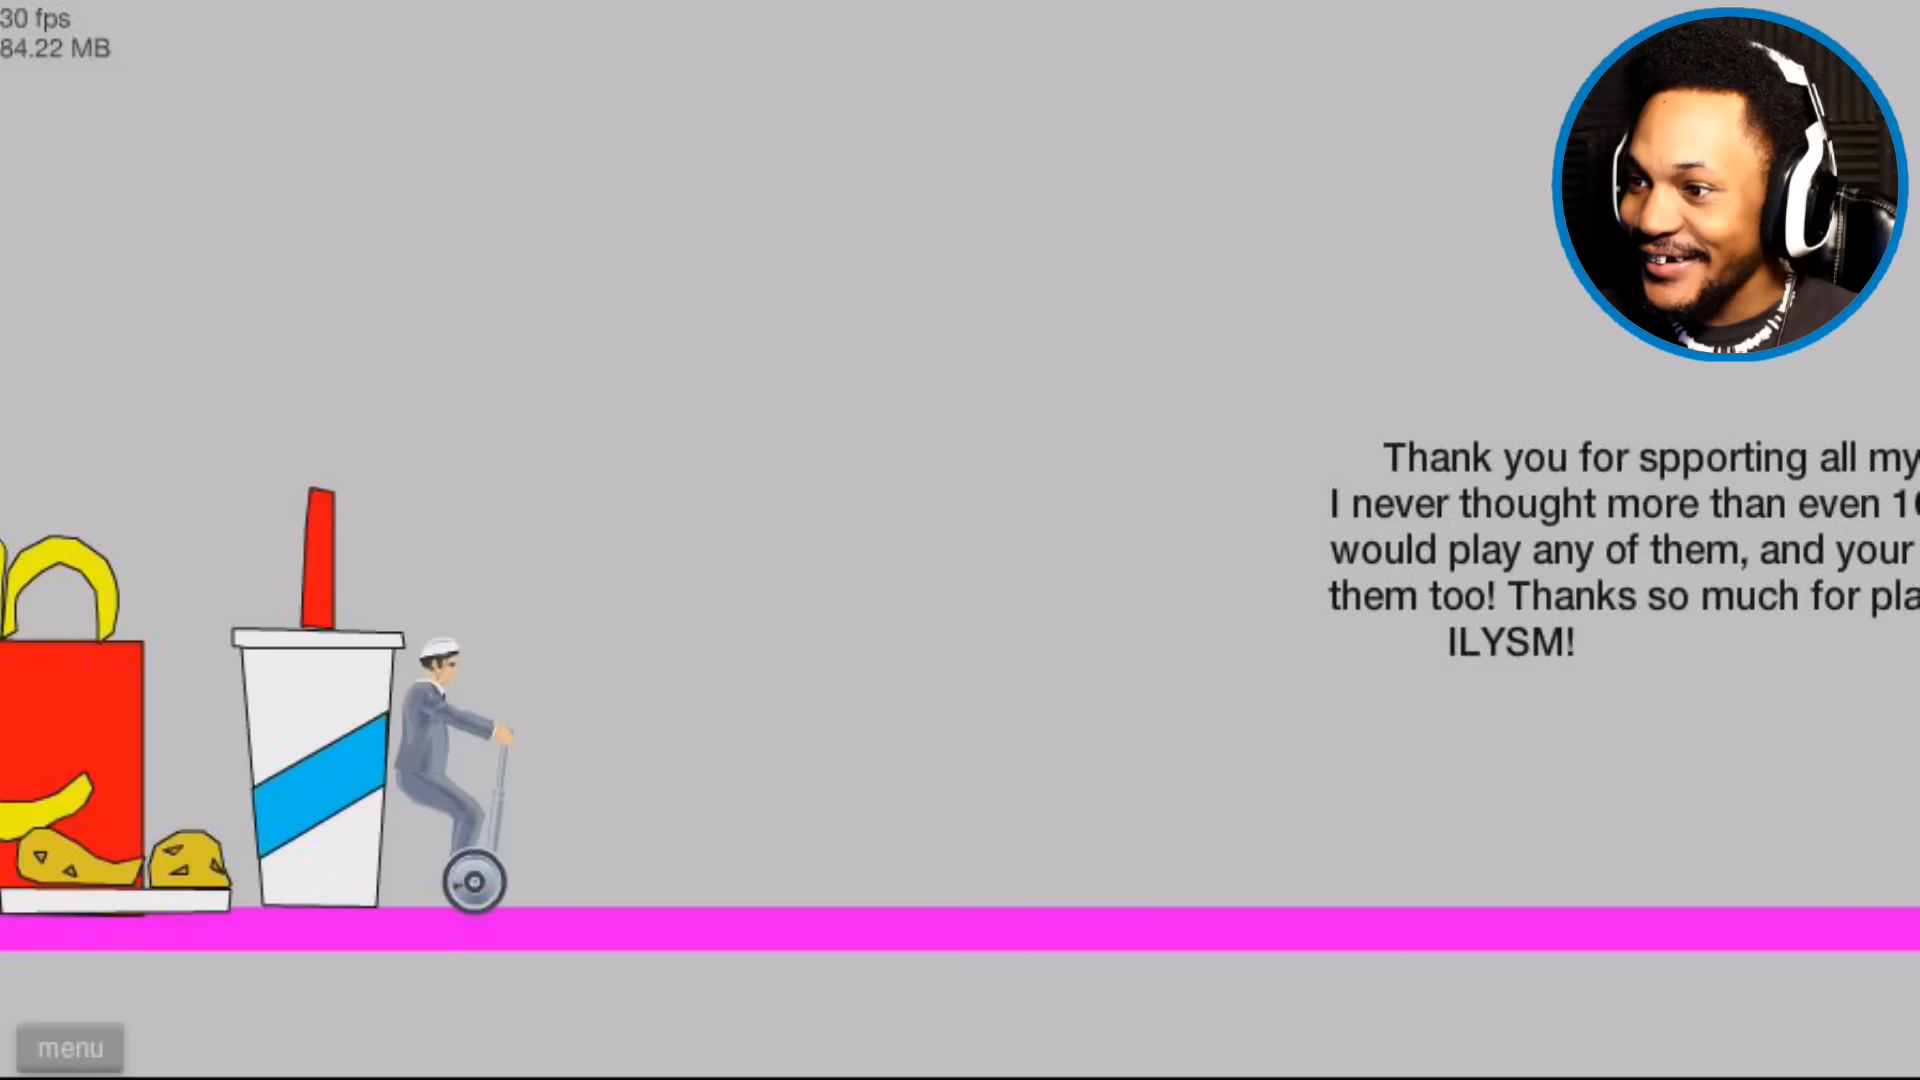 30 fps
84.22 MB
Thank you for spporting all my
I never thought more than even
would play any of them, and your
them too! Thanks so much for
ILYSM!
menu